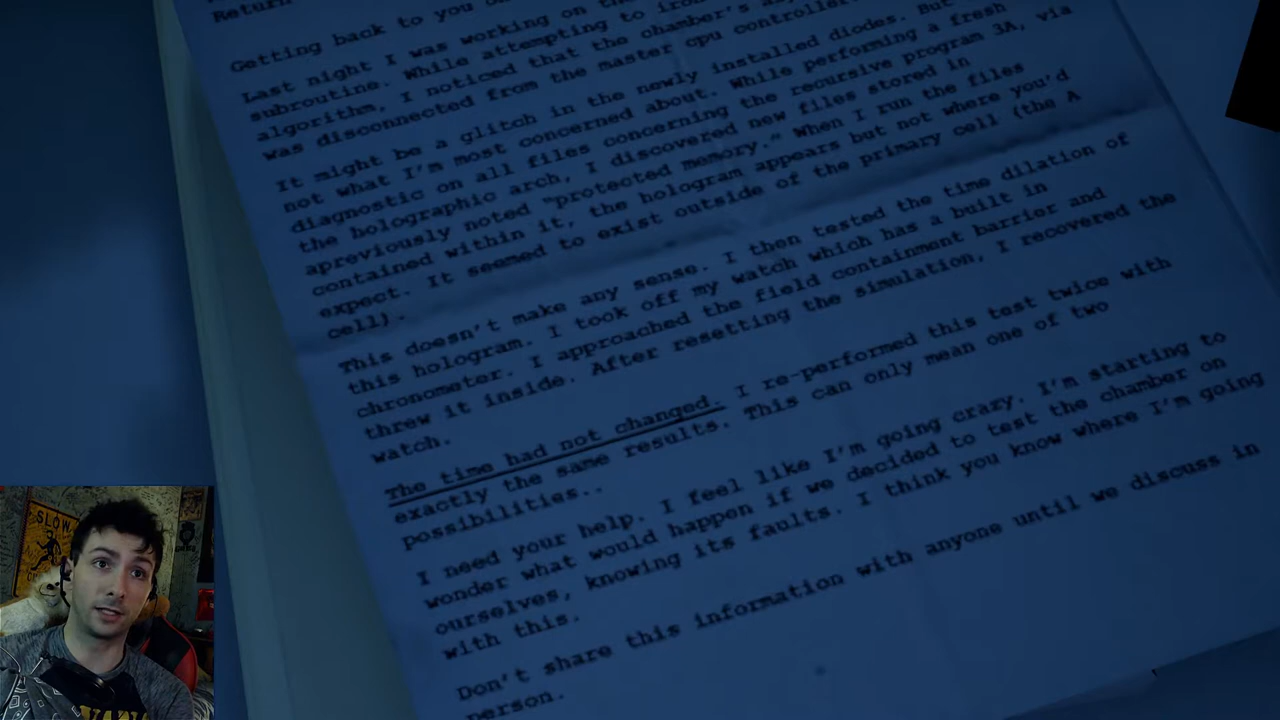 Return
Getting back to you on
Last night I was working on the
subroutine. While attempting to iron
algorithm, I noticed that the chamber's
was disconnected from the master cpu controller.
It might be a glitch in the newly installed diodes. But
not what I'm most concerned about. While performing a fresh
diagnostic on all files concerning the recursive program 3A, via
the holographic arch, I discovered new files stored in
apreviously noted "protected memory." When I run the files
contained within it, the hologram appears but not where you'd
expect. It seemed to exist outside of the primary cell (the A
cell).
This doesn't make any sense. I then tested the time dilation of
this hologram. I took off my watch which has a built in
chronometer. I approached the field containment barrier and
threw it inside. After resetting the simulation, I recovered the
watch.
The time had not changed. I re-performed this test twice with
exactly the same results. This can only mean one of two
possibilities..
I need your help. I feel like I'm going crazy. I'm starting to
wonder what would happen if we decided to test the chamber on
ourselves, knowing its faults. I think you know where I'm going
with this.
Don't share this information with anyone until we discuss in
person.
SLOW